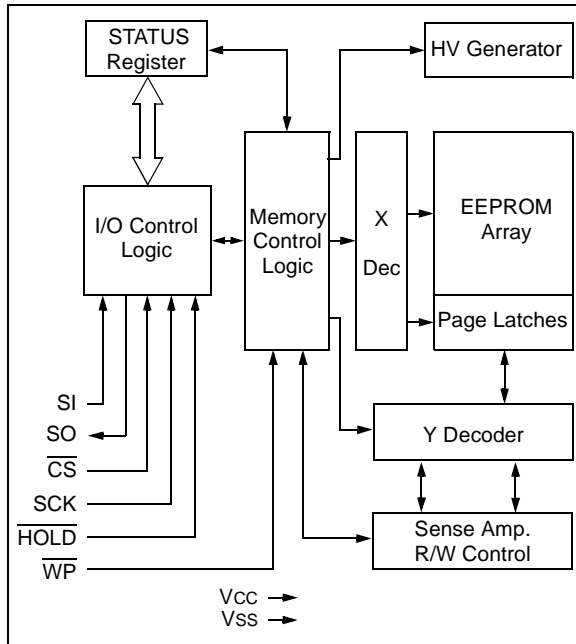 STATUS
Register
HV Generator
I/O Control
Logic
Memory
Control
Logic
X
Dec
EEPROM
Array
Page Latches
SI
SO
CS
SCK
HOLD
WP
Y Decoder
Sense Amp.
R/W Control
VCC
VSS